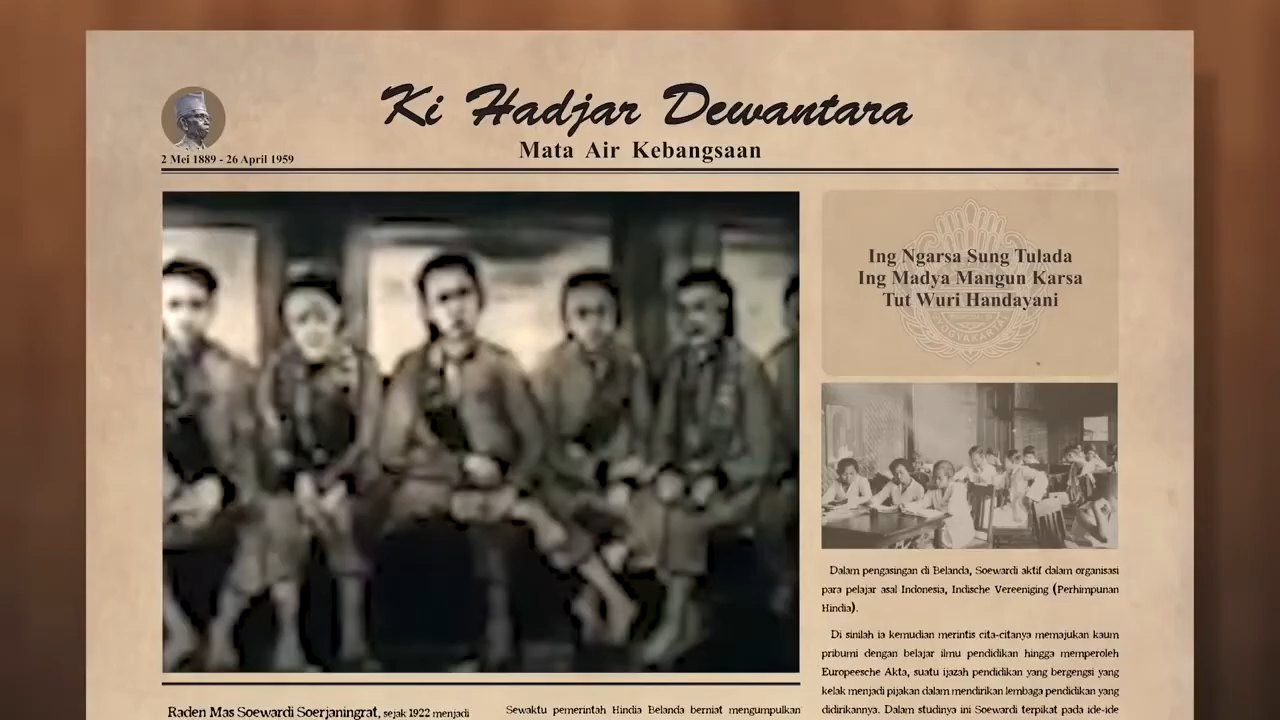 Ki Hadjar Dewantara
Mata Air Kebangsaan
2 Mei 1889 - 26 April 1959
Ing Ngarsa Sung Tulada
Ing Madya Mangun Karsa
Tut Wuri Handayani
YOGYAKARTA
Dalam pengasingan di Belanda, Soewardi aktif dalam organisasi
para pelajar asal Indonesia, Indische Vereeniging (Perhimpunan
Hindia).
Di sinilah ia kemudian merintis cita-citanya memajukan kaum
pribumi dengan belajar ilmu pendidikan hingga memperoleh
Europeesche Akta, suatu ijazah pendidikan yang bergengsi yang
kelak menjadi pijakan dalam mendirikan lembaga pendidikan yang
didirikannya. Dalam studinya ini Soewardi terpikat pada ide-ide
Raden Mas Soewardi Soerjaningrat, sejak 1922 menjadi
Sewaktu pemerintah Hindia Belanda berniat mengumpulkan